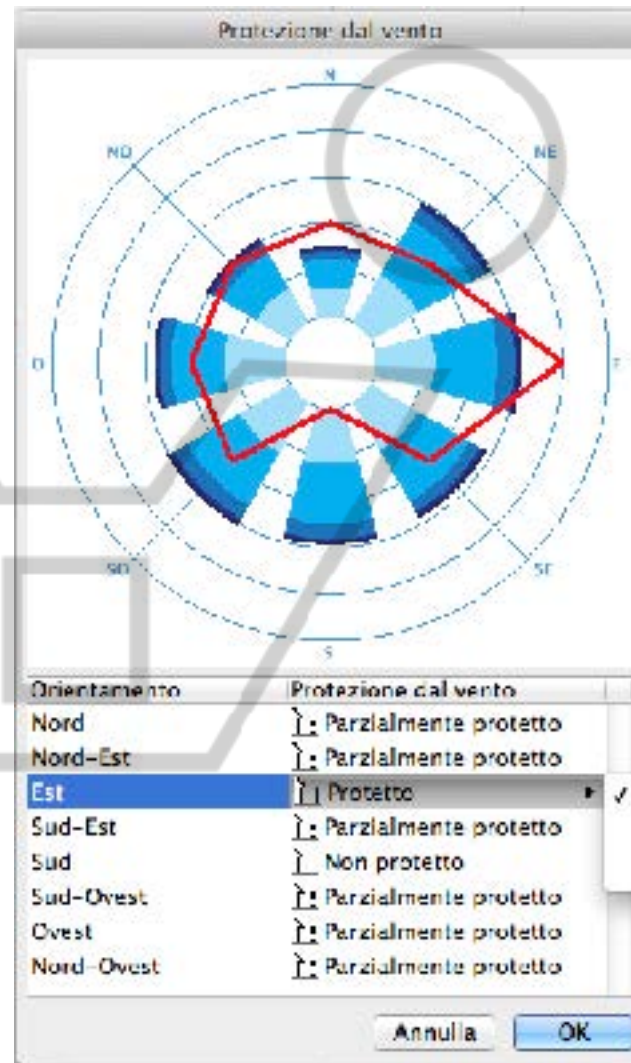 Protezione dal vento
N
NO
NE
O
E
SO
SE
S
Orientamento Protezione dal vento
Nord Parzialmente protetto
Nord-Est Parzialmente protetto
Est Protetto
Sud-Est Parzialmente protetto
Sud Non protetto
Sud-Ovest Parzialmente protetto
Ovest Parzialmente protetto
Nord-Ovest Parzialmente protetto
Annulla OK